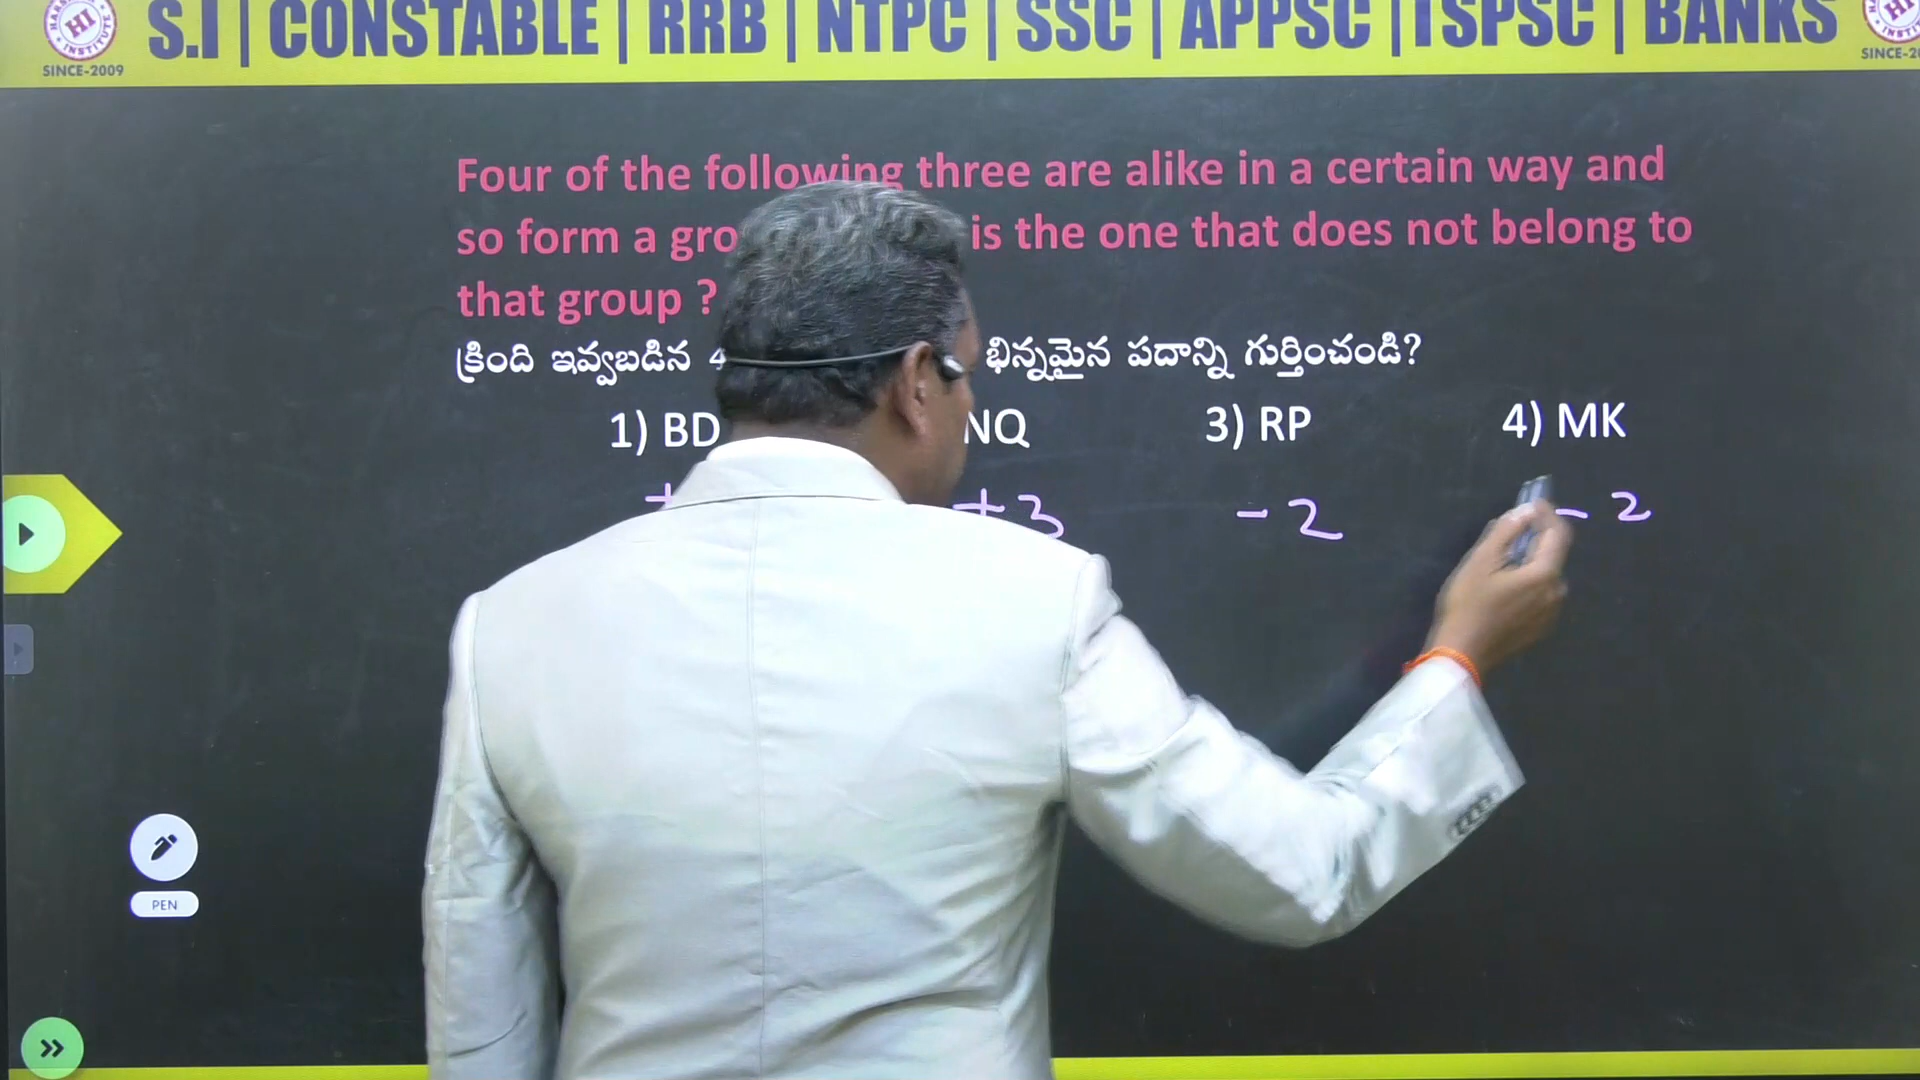 S.I | CONSTABLE | RRB | NTPC | SSC | APPSC | TSPSC | BANKS
HI
INSTITUTE
SINCE-2009
Four of the following three are alike in a certain way and
so form a gro is the one that does not belong to
that group ?
క్రింది ఇవ్వబడిన 4 భిన్నమైన పదాన్ని గుర్తించండి?
1) BD NQ 3) RP 4) MK
+ +3 -2 -2
PEN